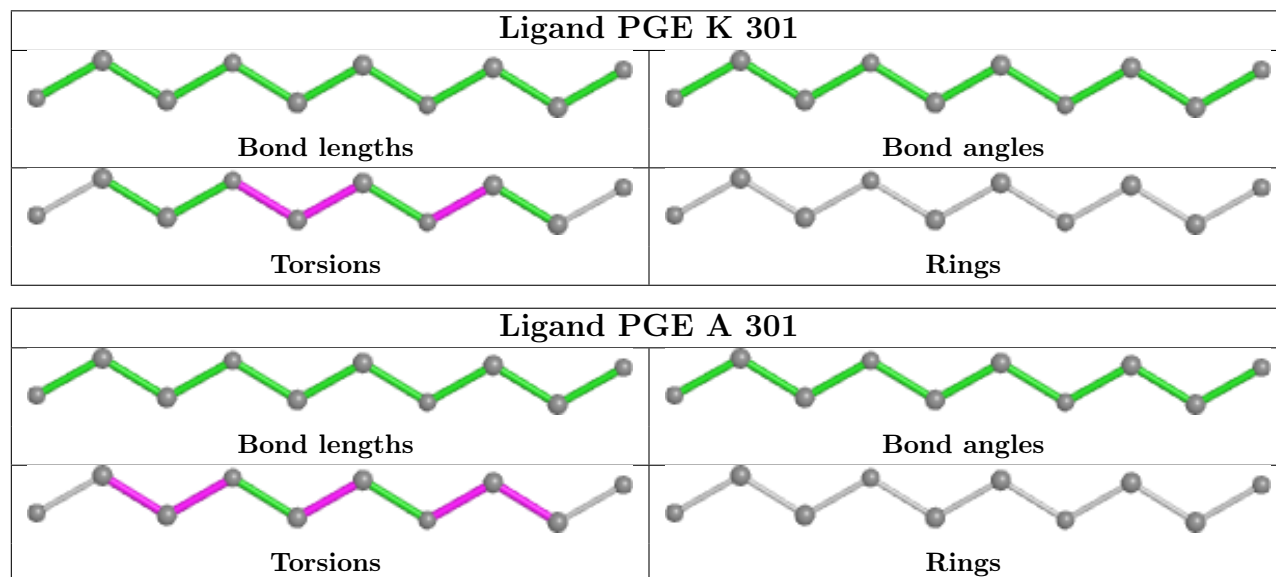 Ligand PGE K 301
Bond lengths Bond angles
Torsions Rings
Ligand PGE A 301
Bond lengths Bond angles
Torsions Rings